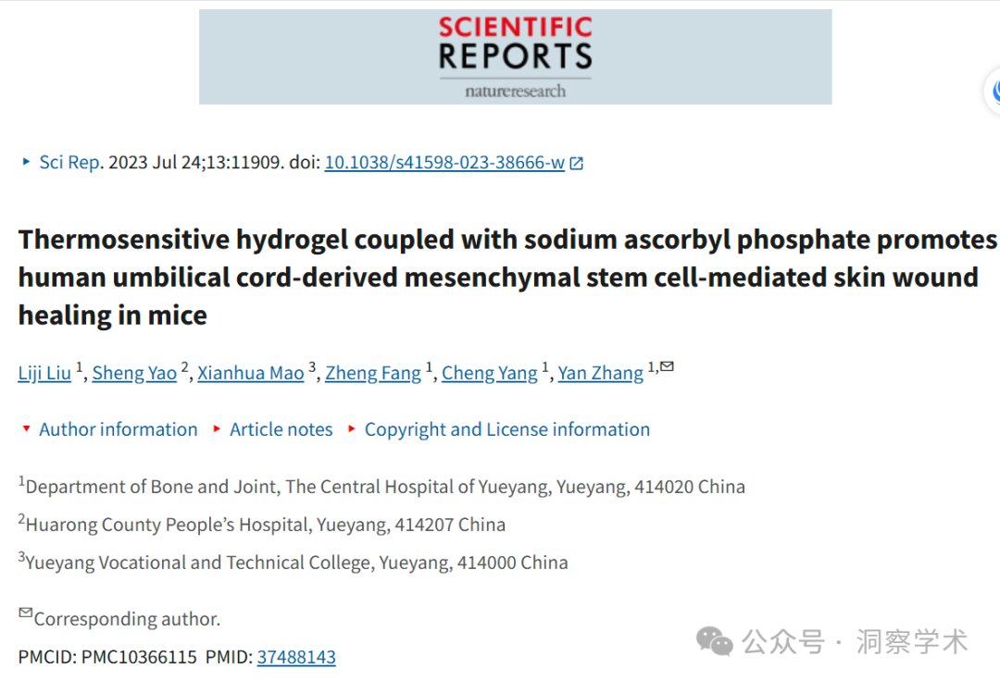 SCIENTIFIC
REPORTS
natureresearch
Sci Rep. 2023 Jul 24;13:11909. doi: 10.1038/s41598-023-38666-w
Thermosensitive hydrogel coupled with sodium ascorbyl phosphate promotes
human umbilical cord-derived mesenchymal stem cell-mediated skin wound
healing in mice
Liji Liu 1, Sheng Yao 2, Xianhua Mao 3, Zheng Fang 1, Cheng Yang 1, Yan Zhang 1,✉
Author information Article notes Copyright and License information
1Department of Bone and Joint, The Central Hospital of Yueyang, Yueyang, 414020 China
2Huarong County People’s Hospital, Yueyang, 414207 China
3Yueyang Vocational and Technical College, Yueyang, 414000 China
✉Corresponding author.
PMCID: PMC10366115 PMID: 37488143
公众号 · 洞察学术